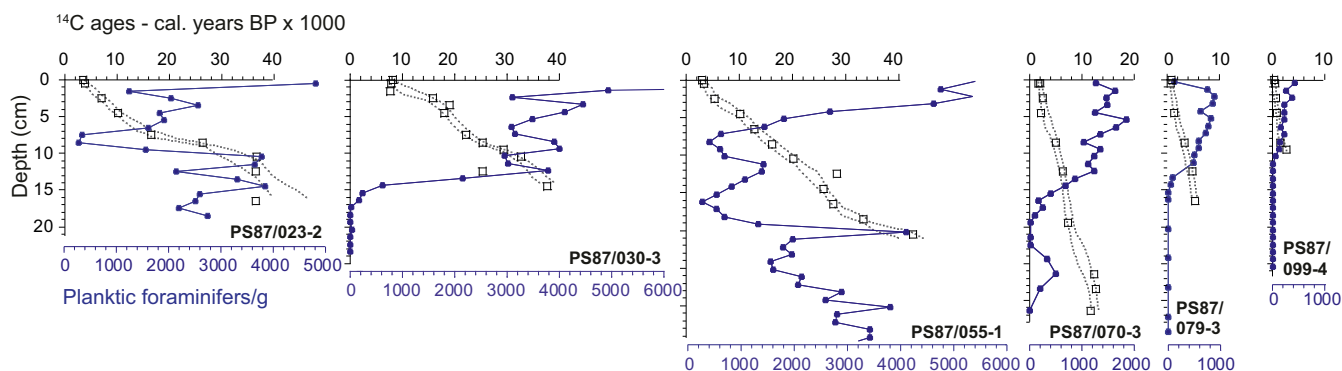 ¹⁴C ages - cal. years BP x 1000
0 10 20 30 40 0 10 20 30 40 0 10 20 30 40 0 10 20 0 10 0 10
Depth (cm)
0
5
10
15
20
PS87/023-2
PS87/030-3
PS87/055-1
PS87/070-3
PS87/
079-3
PS87/
099-4
0 1000 2000 3000 4000 5000
0 1000 2000 3000 4000 6000
0 1000 2000 3000 4000 6000
0 1000 2000
0 1000
0 1000
Planktic foraminifers/g